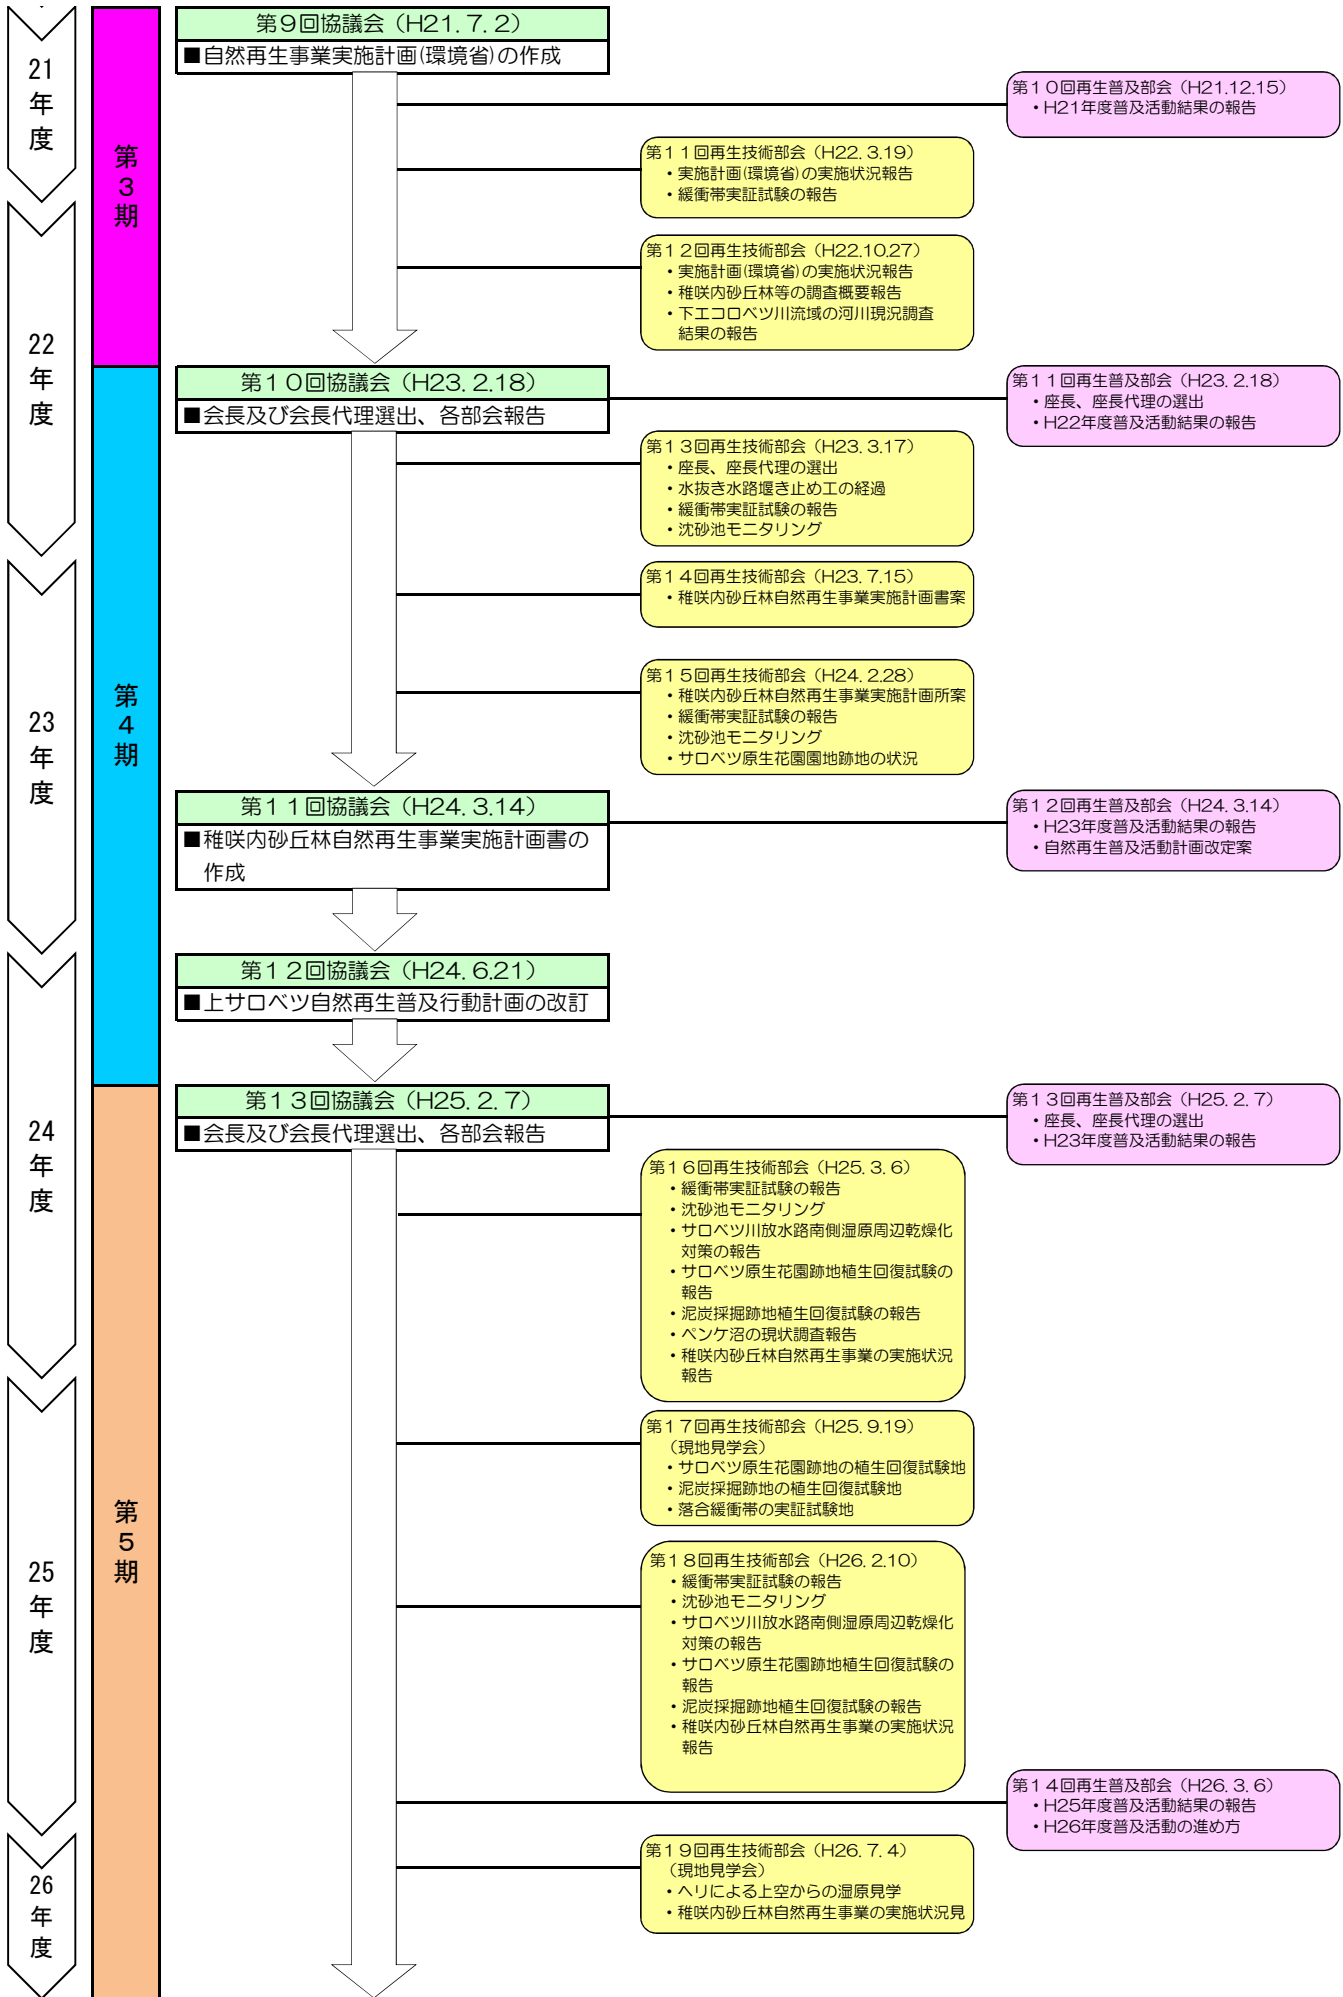 21
年
度
22
年
度
23
年
度
24
年
度
25
年
度
26
年
度
第
3
期
第
4
期
第
5
期
第9回協議会（H21.7.2）
■自然再生事業実施計画(環境省)の作成
第10回再生普及部会（H21.12.15）
・H21年度普及活動結果の報告
第11回再生技術部会（H22.3.19）
・実施計画(環境省)の実施状況報告
・緩衝帯実証試験の報告
第12回再生技術部会（H22.10.27）
・実施計画(環境省)の実施状況報告
・稚咲内砂丘林等の調査概要報告
・下エコロベツ川流域の河川現況調査
結果の報告
第10回協議会（H23.2.18）
■会長及び会長代理選出、各部会報告
第11回再生普及部会（H23.2.18）
・座長、座長代理の選出
・H22年度普及活動結果の報告
第13回再生技術部会（H23.3.17）
・座長、座長代理の選出
・水抜き水路堰き止め工の経過
・緩衝帯実証試験の報告
・沈砂池モニタリング
第14回再生技術部会（H23.7.15）
・稚咲内砂丘林自然再生事業実施計画書案
第15回再生技術部会（H24.2.28）
・稚咲内砂丘林自然再生事業実施計画所案
・緩衝帯実証試験の報告
・沈砂池モニタリング
・サロベツ原生花園園地跡地の状況
第11回協議会（H24.3.14）
■稚咲内砂丘林自然再生事業実施計画書の
作成
第12回再生普及部会（H24.3.14）
・H23年度普及活動結果の報告
・自然再生普及活動計画改定案
第12回協議会（H24.6.21）
■上サロベツ自然再生普及行動計画の改訂
第13回協議会（H25.2.7）
■会長及び会長代理選出、各部会報告
第13回再生普及部会（H25.2.7）
・座長、座長代理の選出
・H23年度普及活動結果の報告
第16回再生技術部会（H25.3.6）
・緩衝帯実証試験の報告
・沈砂池モニタリング
・サロベツ川放水路南側湿原周辺乾燥化
対策の報告
・サロベツ原生花園跡地植生回復試験の
報告
・泥炭採掘跡地植生回復試験の報告
・ペンケ沼の現状調査報告
・稚咲内砂丘林自然再生事業の実施状況
報告
第17回再生技術部会（H25.9.19）
（現地見学会）
・サロベツ原生花園跡地の植生回復試験地
・泥炭採掘跡地の植生回復試験地
・落合緩衝帯の実証試験地
第18回再生技術部会（H26.2.10）
・緩衝帯実証試験の報告
・沈砂池モニタリング
・サロベツ川放水路南側湿原周辺乾燥化
対策の報告
・サロベツ原生花園跡地植生回復試験の
報告
・泥炭採掘跡地植生回復試験の報告
・稚咲内砂丘林自然再生事業の実施状況
報告
第14回再生普及部会（H26.3.6）
・H25年度普及活動結果の報告
・H26年度普及活動の進め方
第19回再生技術部会（H26.7.4）
（現地見学会）
・ヘリによる上空からの湿原見学
・稚咲内砂丘林自然再生事業の実施状況見